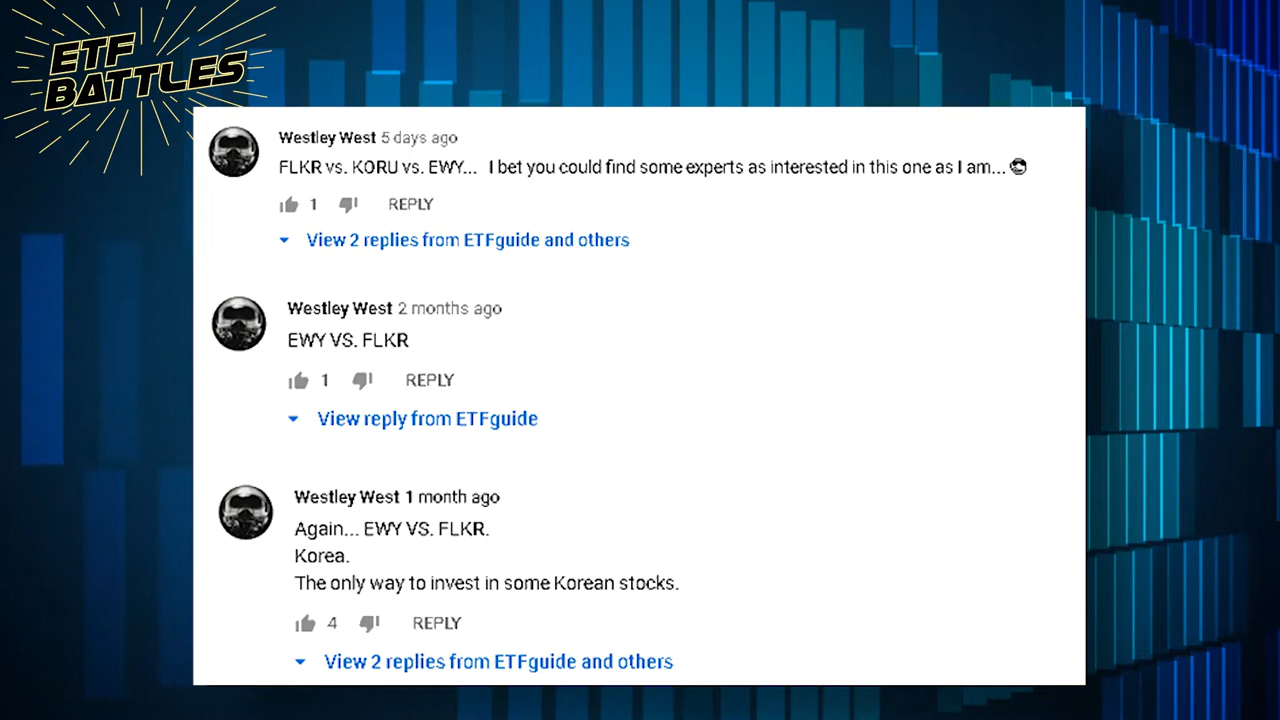 ETF
BATTLES
Westley West 5 days ago
FLKR vs. KORU vs. EWY... I bet you could find some experts as interested in this one as I am... 😎
1 REPLY
View 2 replies from ETFguide and others
Westley West 2 months ago
EWY VS. FLKR
1 REPLY
View reply from ETFguide
Westley West 1 month ago
Again... EWY VS. FLKR.
Korea.
The only way to invest in some Korean stocks.
4 REPLY
View 2 replies from ETFguide and others